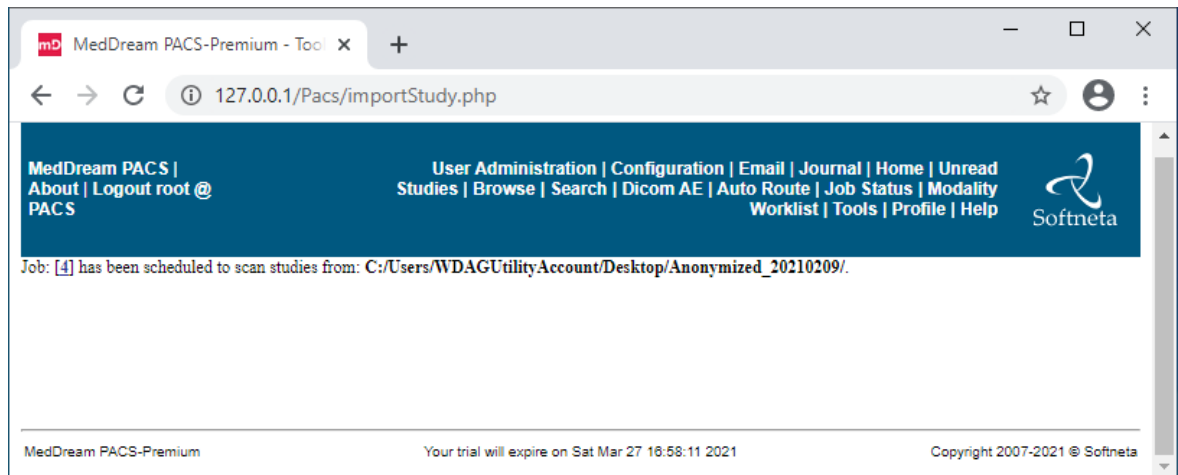 mD MedDream PACS-Premium - Tool
127.0.0.1/Pacs/importStudy.php
MedDream PACS |
About | Logout root @
PACS
User Administration | Configuration | Email | Journal | Home | Unread
Studies | Browse | Search | Dicom AE | Auto Route | Job Status | Modality
Worklist | Tools | Profile | Help
Softneta
Job: [4] has been scheduled to scan studies from: C:/Users/WDAGUtilityAccount/Desktop/Anonymized_20210209/.
MedDream PACS-Premium
Your trial will expire on Sat Mar 27 16:58:11 2021
Copyright 2007-2021 © Softneta